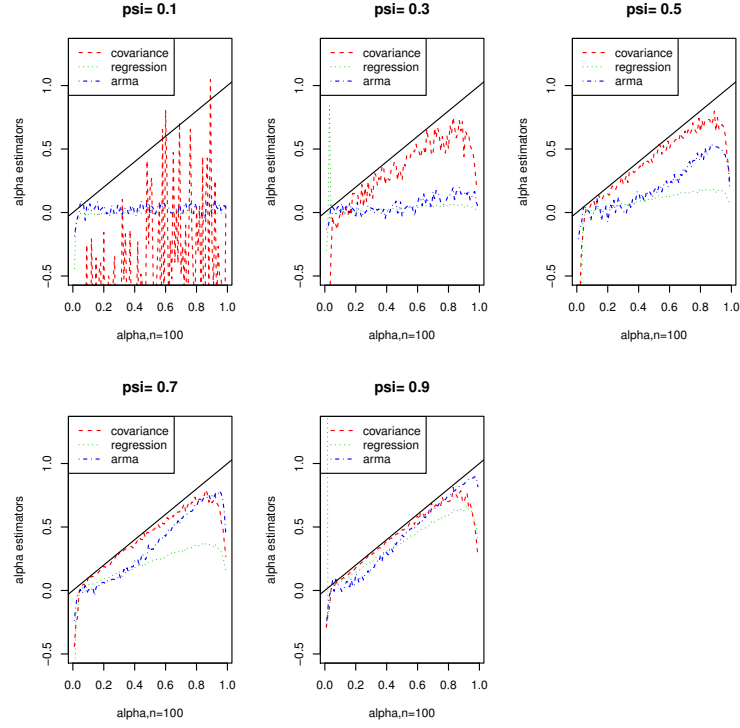 psi= 0.1
covariance
regression
arma
alpha estimators
1.0
0.5
0.0
−0.5
0.0 0.2 0.4 0.6 0.8 1.0
alpha,n=100
psi= 0.3
covariance
regression
arma
alpha estimators
1.0
0.5
0.0
−0.5
0.0 0.2 0.4 0.6 0.8 1.0
alpha,n=100
psi= 0.5
covariance
regression
arma
alpha estimators
1.0
0.5
0.0
−0.5
0.0 0.2 0.4 0.6 0.8 1.0
alpha,n=100
psi= 0.7
covariance
regression
arma
alpha estimators
1.0
0.5
0.0
−0.5
0.0 0.2 0.4 0.6 0.8 1.0
alpha,n=100
psi= 0.9
covariance
regression
arma
alpha estimators
1.0
0.5
0.0
−0.5
0.0 0.2 0.4 0.6 0.8 1.0
alpha,n=100